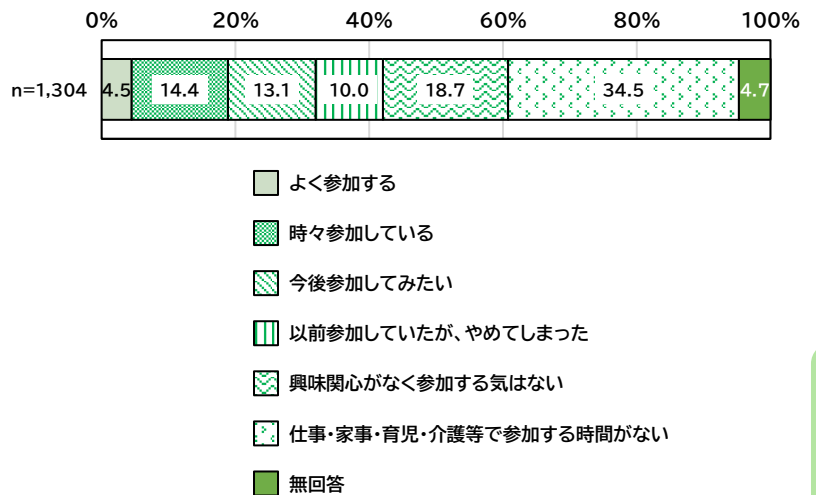 0% 20% 40% 60% 80% 100%
n=1,304 4.5 14.4 13.1 10.0 18.7 34.5 4.7
よく参加する
時々参加している
今後参加してみたい
以前参加していたが、やめてしまった
興味関心がなく参加する気はない
仕事・家事・育児・介護等で参加する時間がない
無回答